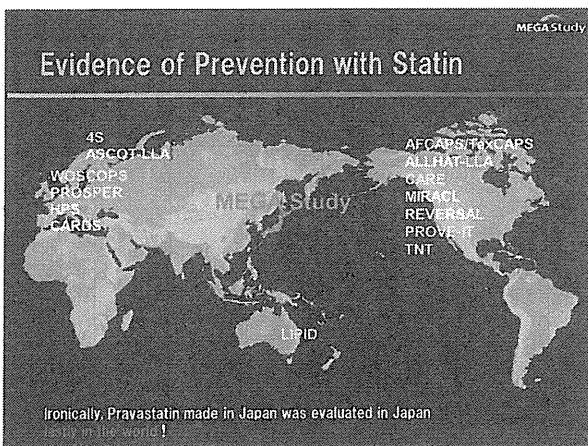 MEGA Study
Evidence of Prevention with Statin
4S
ASCOT-LLA
WOSCOPS
PROSPER
HPS
CARDS
MEGA Study
AFCAPS/TexCAPS
ALLHAT-LLA
CARE
MIRACL
REVERSAL
PROVE-IT
TNT
LIPID
Ironically, Pravastatin made in Japan was evaluated in Japan
lastly in the world !